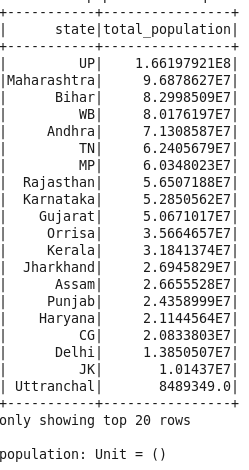 +-----------+----------------+
|      state|total_population|
+-----------+----------------+
|         UP|    1.66197921E8|
|Maharashtra|     9.6878627E7|
|      Bihar|     8.2998509E7|
|         WB|     8.0176197E7|
|     Andhra|     7.1308587E7|
|         TN|     6.2405679E7|
|         MP|     6.0348023E7|
|  Rajasthan|     5.6507188E7|
|  Karnataka|     5.2850562E7|
|    Gujarat|     5.0671017E7|
|     Orrisa|     3.5664657E7|
|     Kerala|     3.1841374E7|
|  Jharkhand|     2.6945829E7|
|      Assam|     2.6655528E7|
|     Punjab|     2.4358999E7|
|    Haryana|     2.1144564E7|
|         CG|     2.0833803E7|
|      Delhi|     1.3850507E7|
|         JK|       1.01437E7|
| Uttranchal|       8489349.0|
+-----------+----------------+
only showing top 20 rows
population: Unit = ()